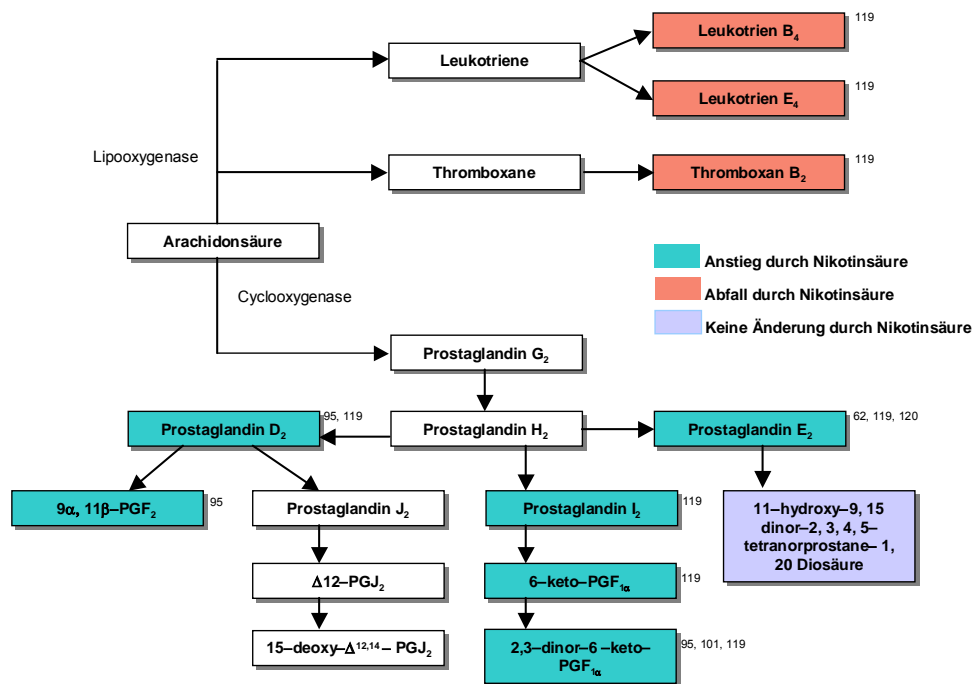 119
Leukotrien B₄
Leukotriene
119
Leukotrien E₄
Lipooxygenase
119
Thromboxane
Thromboxan B₂
Arachidonsäure
Anstieg durch Nikotinsäure
Abfall durch Nikotinsäure
Keine Änderung durch Nikotinsäure
Cyclooxygenase
Prostaglandin G₂
95, 119
Prostaglandin D₂
Prostaglandin H₂
62, 119, 120
Prostaglandin E₂
95
9α, 11β–PGF₂
Prostaglandin J₂
119
Prostaglandin I₂
11–hydroxy–9, 15
dinor–2, 3, 4, 5–
tetranorprostane– 1,
20 Diosäure
Δ12–PGJ₂
119
6–keto–PGF₁α
15–deoxy–Δ¹²,¹⁴– PGJ₂
95, 101, 119
2,3–dinor–6 –keto–
PGF₁α